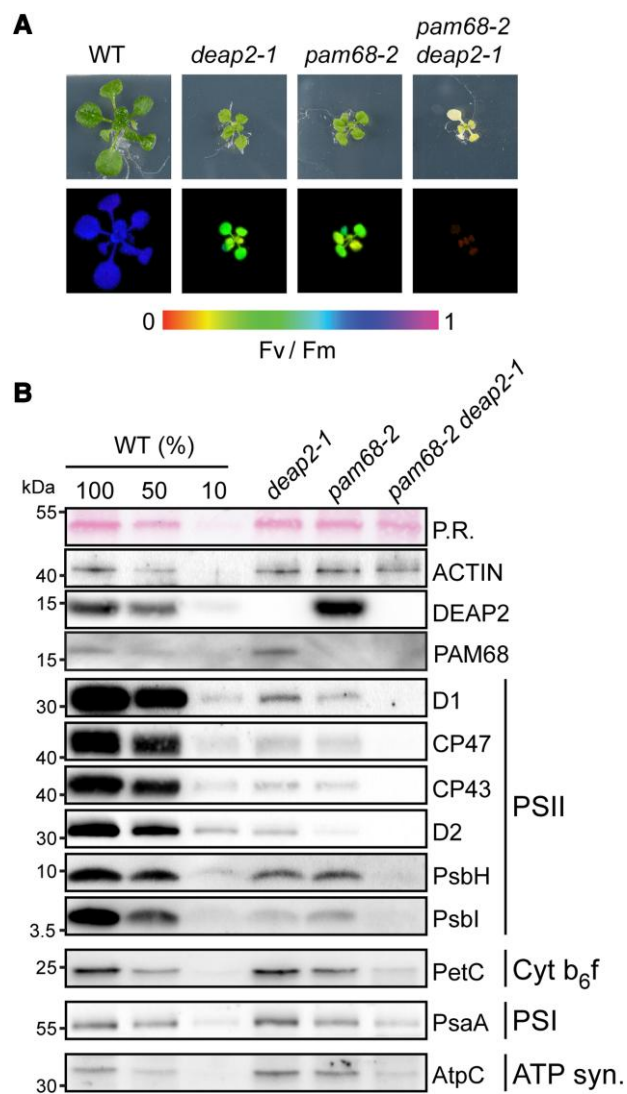 A
WT
deap2-1
pam68-2
pam68-2
deap2-1
0
1
Fv / Fm
B
WT (%)
kDa
100
50
10
deap2-1
pam68-2
pam68-2 deap2-1
55
P.R.
40
ACTIN
15
DEAP2
15
PAM68
30
D1
40
CP47
40
CP43
30
D2
10
PsbH
3.5
PsbI
PSII
25
PetC
Cyt b6f
55
PsaA
PSI
30
AtpC
ATP syn.